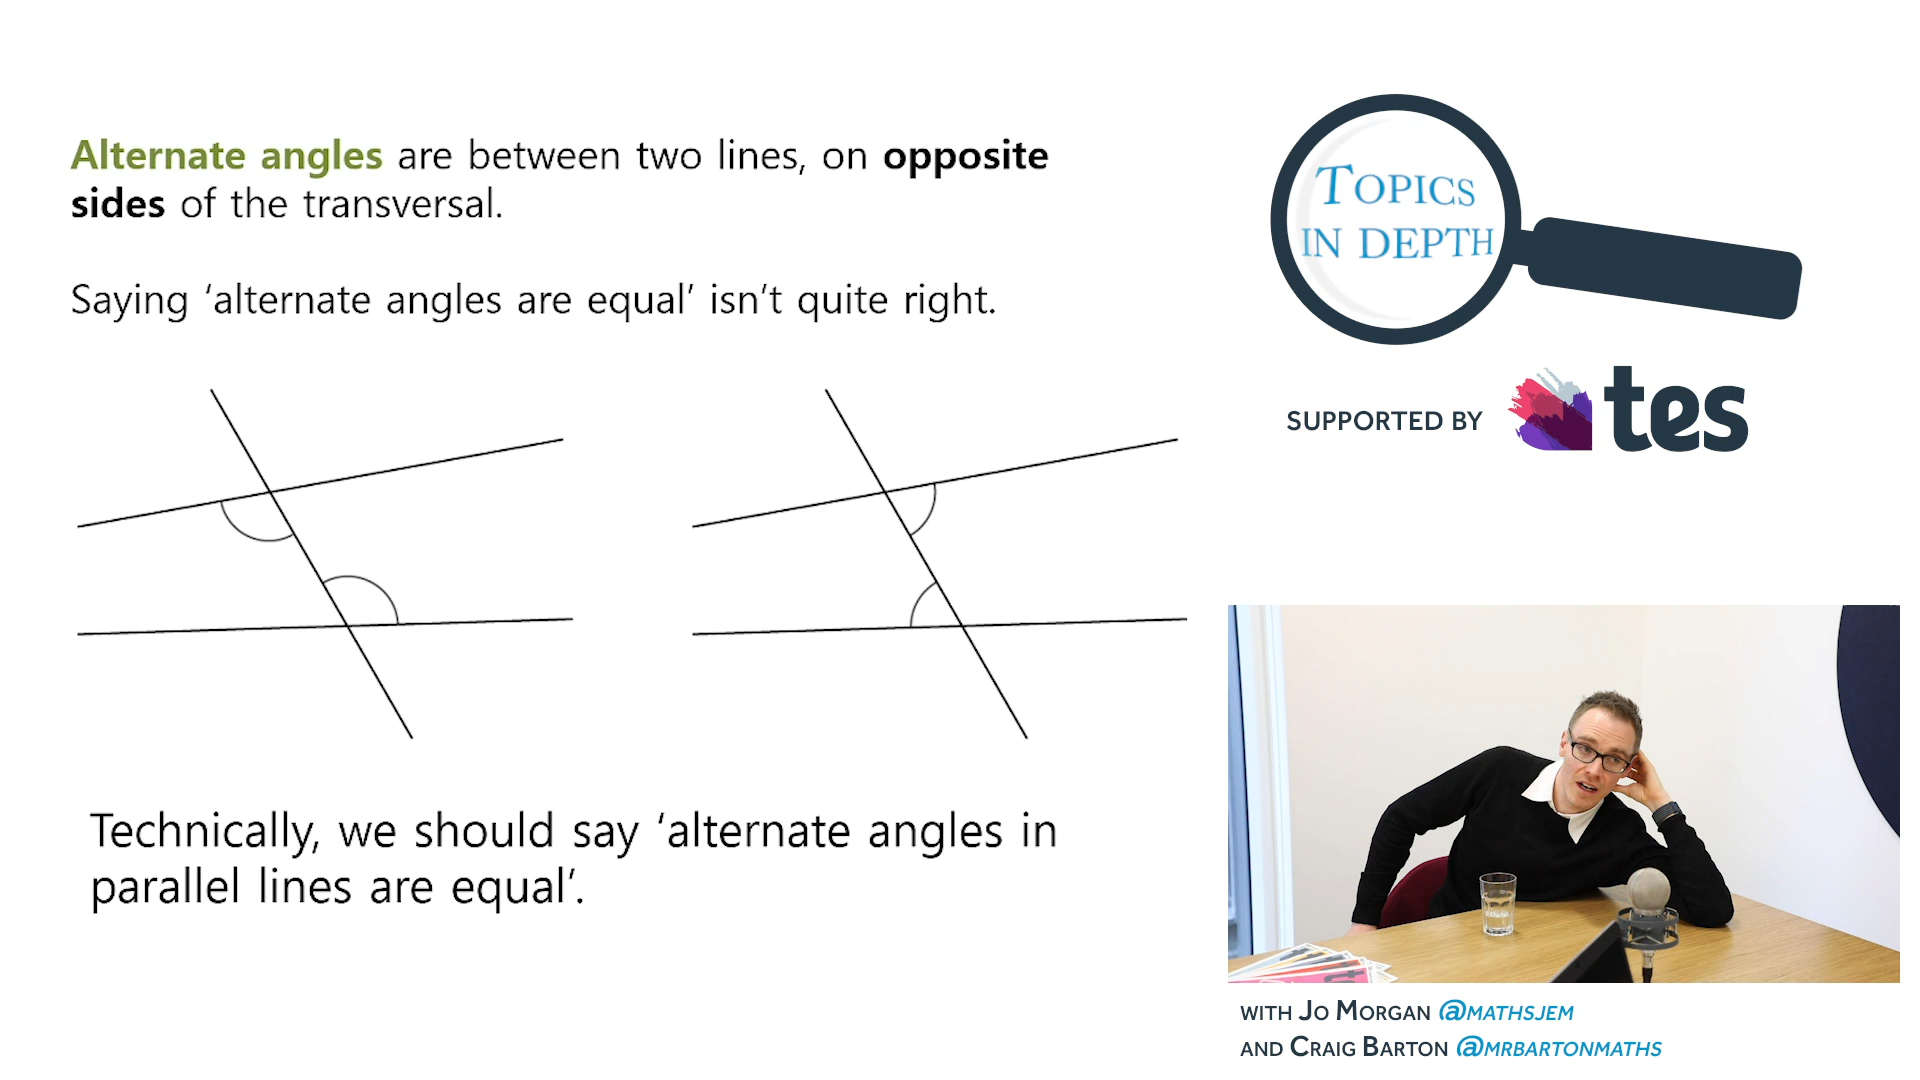 Alternate angles are between two lines, on opposite
sides of the transversal.
Saying ‘alternate angles are equal’ isn’t quite right.
Technically, we should say ‘alternate angles in
parallel lines are equal’.
TOPICS
IN DEPTH
SUPPORTED BY tes
WITH JO MORGAN @MATHSJEM
AND CRAIG BARTON @MRBARTONMATHS